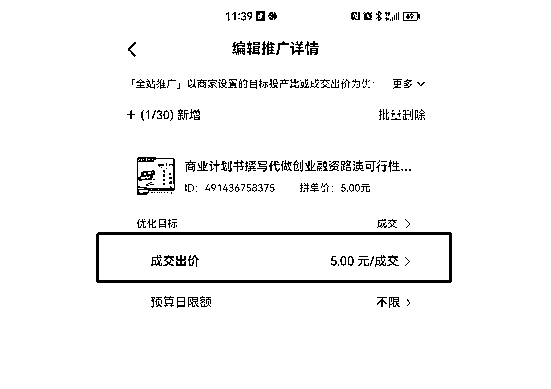 11:39
69
编辑推广详情
「全站推广」以商家设置的目标投产比或成交出价为优
更多
+ (1/30) 新增
批量删除
商业计划书撰写代做创业融资路演可行性...
ID: 491436758375 拼单价: 5.00元
优化目标 成交
成交出价 5.00 元/成交
预算日限额 不限